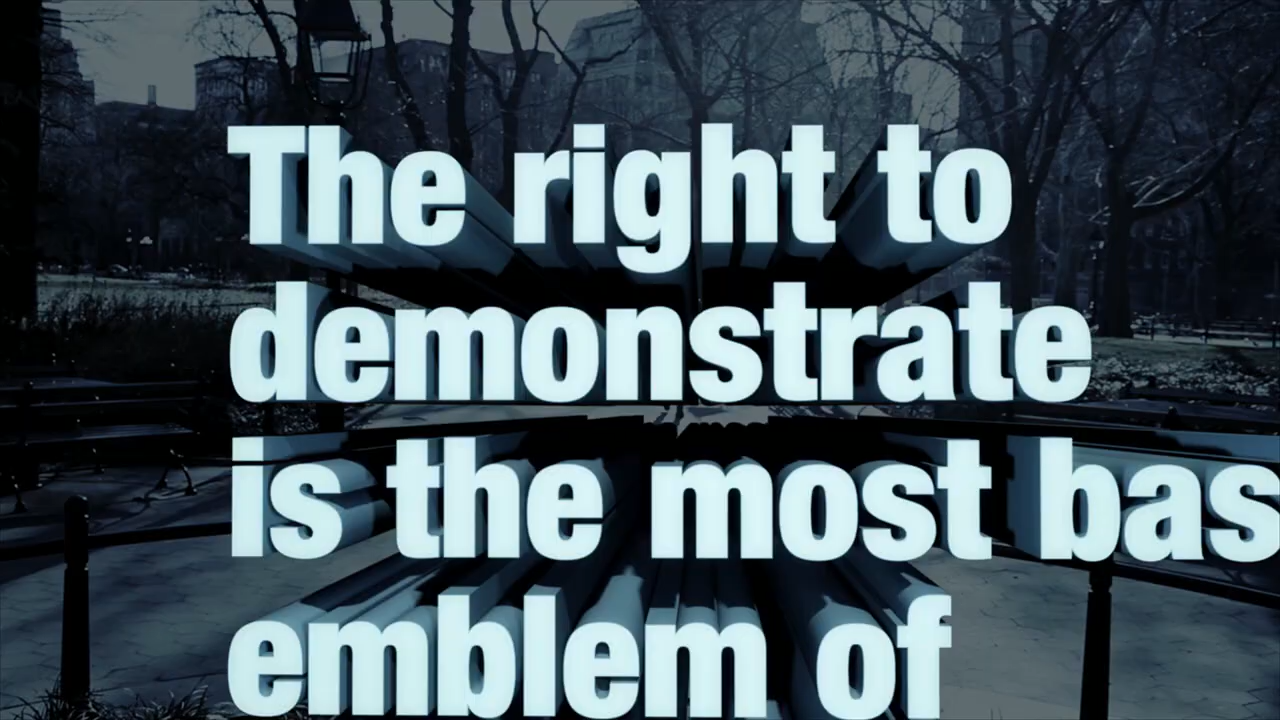 The right to
demonstrate
is the most bas
emblem of